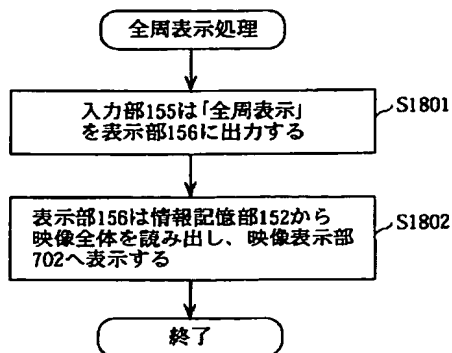 全周表示処理
入力部155は「全周表示」
を表示部156に出力する
S1801
表示部156は情報記憶部152から
映像全体を読み出し、映像表示部
702へ表示する
S1802
終了